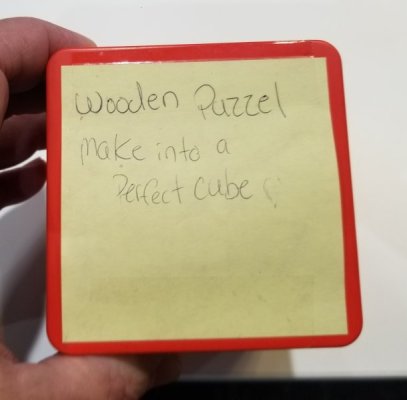 Wooden Puzzel
Make into a
Perfect Cube